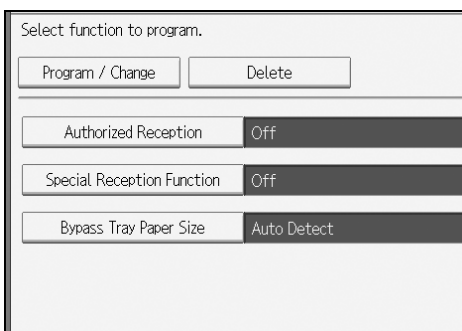 Select function to program.
Program / Change Delete
Authorized Reception Off
Special Reception Function Off
Bypass Tray Paper Size Auto Detect